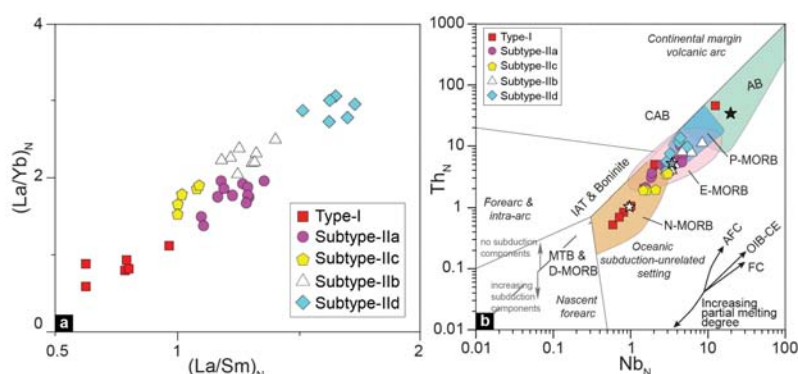 4
2
0
(La/Yb)N
a
0.5
1
2
(La/Sm)N
Type-I
Subtype-IIa
Subtype-IIc
Subtype-IIb
Subtype-IId
1000
100
10
1
0.1
0.01
ThN
Type-I
Subtype-IIa
Subtype-IIc
Subtype-IIb
Subtype-IId
Continental margin
volcanic arc
AB
CAB
P-MORB
E-MORB
IAT & Boninite
N-MORB
Forearc &
intra-arc
no subduction
components
MTB &
D-MORB
Oceanic
subduction-unrelated
setting
increasing
subduction
components
Nascent
forearc
AFC
OIB-CE
FC
Increasing
partial melting
degree
b
0.01
0.1
1
10
100
NbN